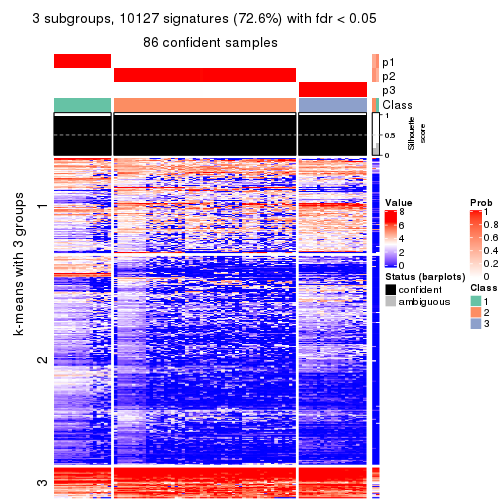 3 subgroups, 10127 signatures (72.6%) with fdr < 0.05
86 confident samples
p1
p2
p3
Class
1
0.5
0
Silhouette
score
k-means with 3 groups
1
2
3
Value
8
6
4
2
0
Status (barplots)
confident
ambiguous
Prob
1
0.8
0.6
0.4
0.2
0
Class
1
2
3